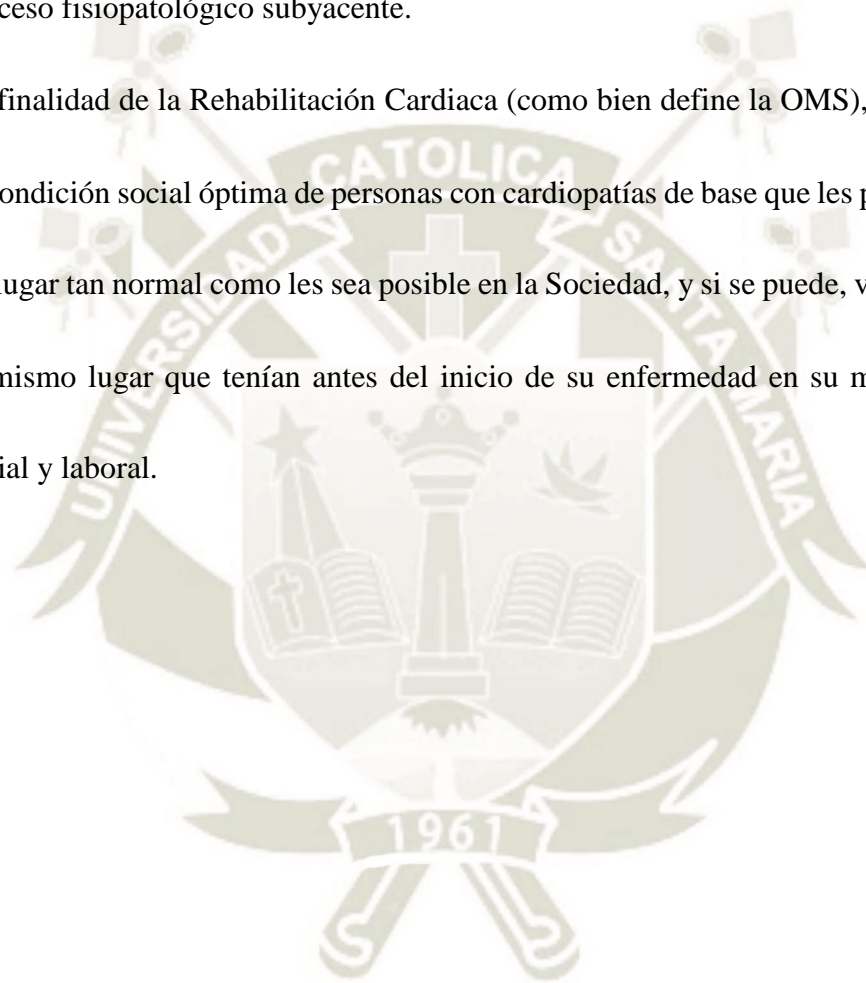 ceso fisiopatológico subyacente.
finalidad de la Rehabilitación Cardiaca (como bien define la OMS),
ondición social óptima de personas con cardiopatías de base que les p
lugar tan normal como les sea posible en la Sociedad, y si se puede, v
mismo lugar que tenían antes del inicio de su enfermedad en su m
ial y laboral.
UNIVERSIDAD CATOLICA SANTA MARIA
1961